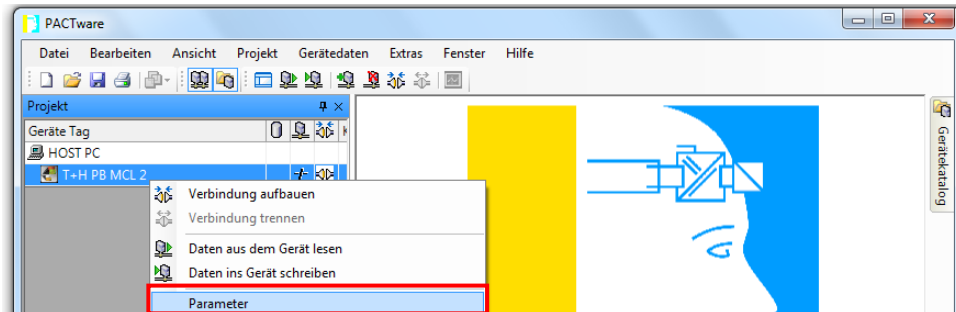 PACTware
Datei Bearbeiten Ansicht Projekt Gerätedaten Extras Fenster Hilfe
Projekt
Geräte Tag
HOST PC
T+H PB MCL 2
Verbindung aufbauen
Verbindung trennen
Daten aus dem Gerät lesen
Daten ins Gerät schreiben
Parameter
Gerätekatalog